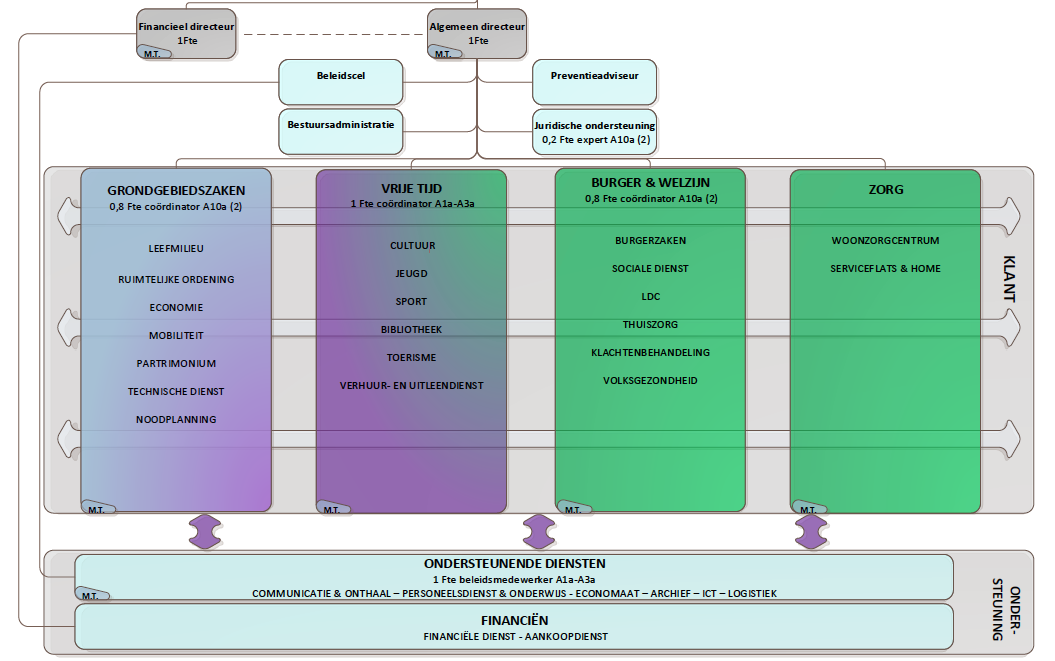 Financieel directeur
1Fte
M.T.
Algemeen directeur
1Fte
M.T.
Beleidscel
Preventieadviseur
Bestuursadministratie
Juridische ondersteuning
0,2 Fte expert A10a (2)
GRONDGEBIEDSZAKEN
0,8 Fte coördinator A10a (2)
LEEFMILIEU
RUIMTELIJKE ORDENING
ECONOMIE
MOBILITEIT
PARTRIMONIUM
TECHNISCHE DIENST
NOODPLANNING
M.T.
VRIJE TIJD
1 Fte coördinator A1a-A3a
CULTUUR
JEUGD
SPORT
BIBLIOTHEEK
TOERISME
VERHUUR- EN UITLEENDIENST
M.T.
BURGER & WELZIJN
0,8 Fte coördinator A10a (2)
BURGERZAKEN
SOCIALE DIENST
LDC
THUISZORG
KLACHTENBEHANDELING
VOLKSGEZONDHEID
M.T.
ZORG
WOONZORGCENTRUM
SERVICEFLATS & HOME
M.T.
KLANT
ONDERSTEUNENDE DIENSTEN
1 Fte beleidsmedewerker A1a-A3a
COMMUNICATIE & ONTHAAL – PERSONEELSDIENST & ONDERWIJS - ECONOMAAT – ARCHIEF – ICT – LOGISTIEK
M.T.
FINANCIËN
FINANCIËLE DIENST - AANKOOPDIENST
ONDER-
STEUNING